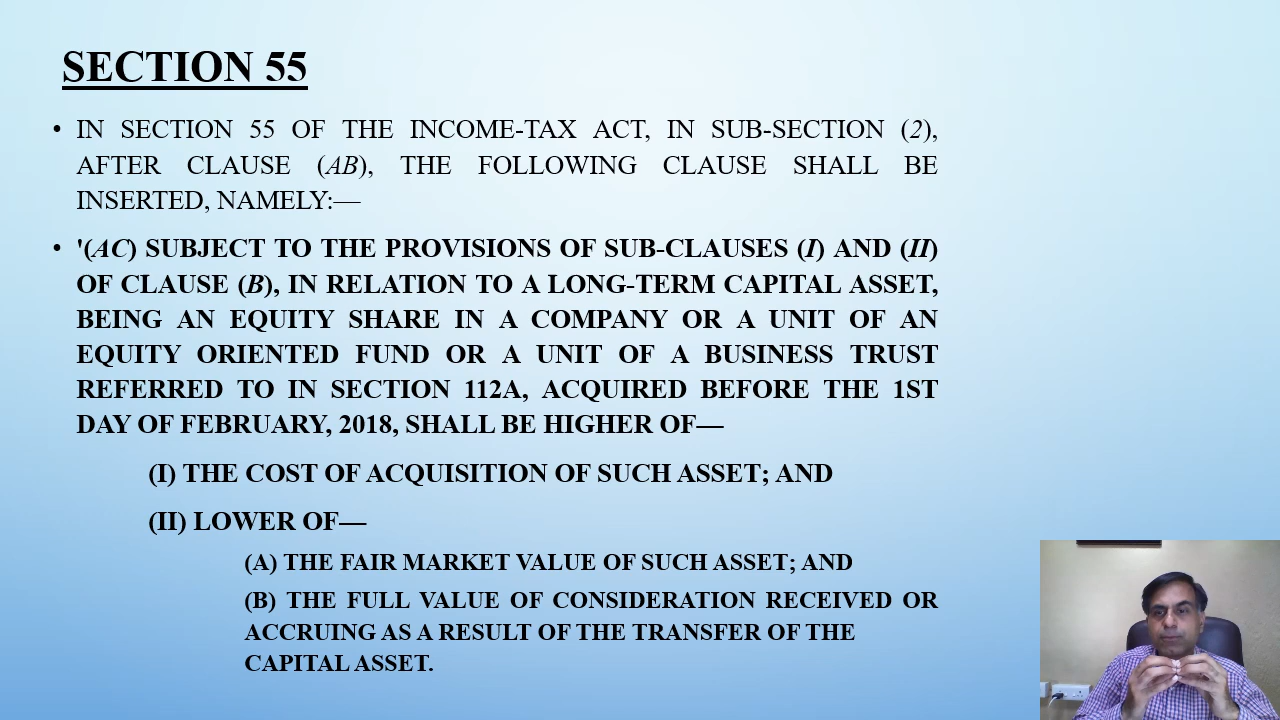 SECTION 55
• IN SECTION 55 OF THE INCOME-TAX ACT, IN SUB-SECTION (2),
AFTER CLAUSE (AB), THE FOLLOWING CLAUSE SHALL BE
INSERTED, NAMELY:—
• '(AC) SUBJECT TO THE PROVISIONS OF SUB-CLAUSES (I) AND (II)
OF CLAUSE (B), IN RELATION TO A LONG-TERM CAPITAL ASSET,
BEING AN EQUITY SHARE IN A COMPANY OR A UNIT OF AN
EQUITY ORIENTED FUND OR A UNIT OF A BUSINESS TRUST
REFERRED TO IN SECTION 112A, ACQUIRED BEFORE THE 1ST
DAY OF FEBRUARY, 2018, SHALL BE HIGHER OF—
(I) THE COST OF ACQUISITION OF SUCH ASSET; AND
(II) LOWER OF—
(A) THE FAIR MARKET VALUE OF SUCH ASSET; AND
(B) THE FULL VALUE OF CONSIDERATION RECEIVED OR
ACCRUING AS A RESULT OF THE TRANSFER OF THE
CAPITAL ASSET.